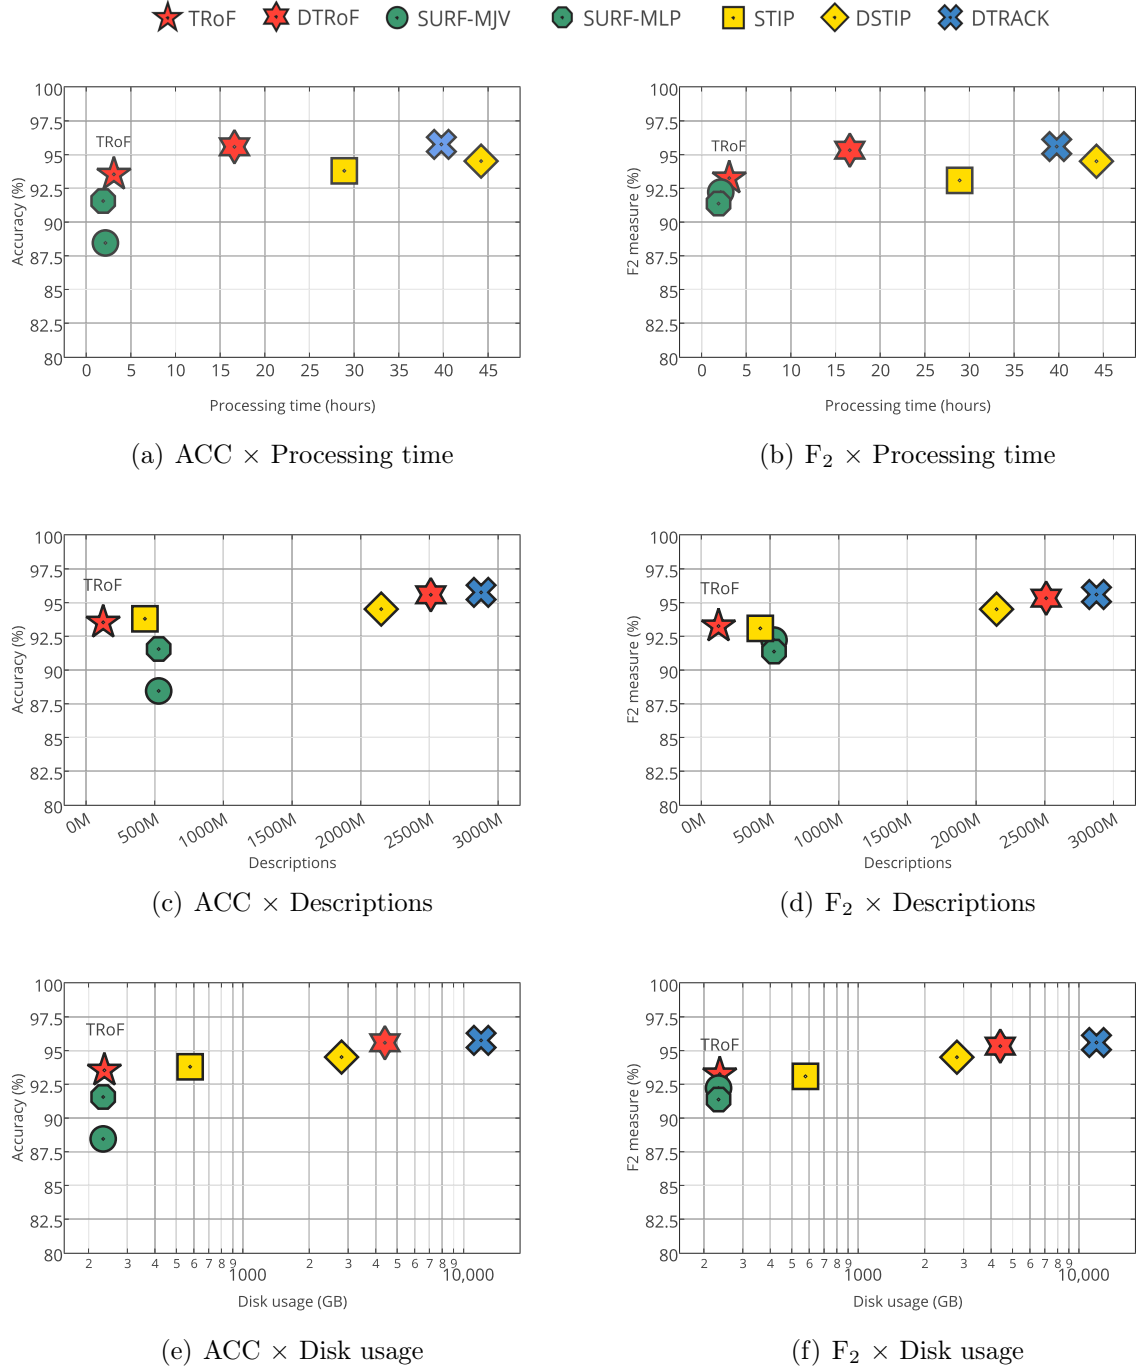 TRoF DTRoF SURF-MJV SURF-MLP STIP DSTIP DTRACK
100
97.5
95
92.5
90
87.5
85
82.5
80
Accuracy (%)
TRoF
0 5 10 15 20 25 30 35 40 45
Processing time (hours)
(a) ACC × Processing time
100
97.5
95
92.5
90
87.5
85
82.5
80
F2 measure (%)
TRoF
0 5 10 15 20 25 30 35 40 45
Processing time (hours)
(b) F₂ × Processing time
100
97.5
95
92.5
90
87.5
85
82.5
80
Accuracy (%)
TRoF
0M 500M 1000M 1500M 2000M 2500M 3000M
Descriptions
(c) ACC × Descriptions
100
97.5
95
92.5
90
87.5
85
82.5
80
F2 measure (%)
TRoF
0M 500M 1000M 1500M 2000M 2500M 3000M
Descriptions
(d) F₂ × Descriptions
100
97.5
95
92.5
90
87.5
85
82.5
80
Accuracy (%)
TRoF
2 3 4 5 6 7 8 9 1000 2 3 4 5 6 7 8 9 10,000
Disk usage (GB)
(e) ACC × Disk usage
100
97.5
95
92.5
90
87.5
85
82.5
80
F2 measure (%)
TRoF
2 3 4 5 6 7 8 9 1000 2 3 4 5 6 7 8 9 10,000
Disk usage (GB)
(f) F₂ × Disk usage